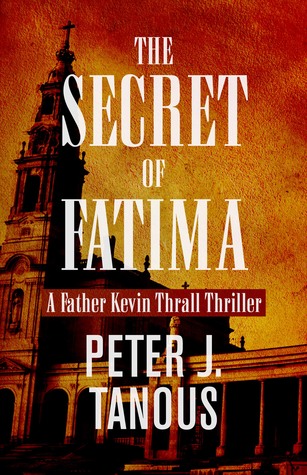 THE
SECRET
OF
FATIMA
A Father Kevin Thrall Thriller
PETER J.
TANOUS